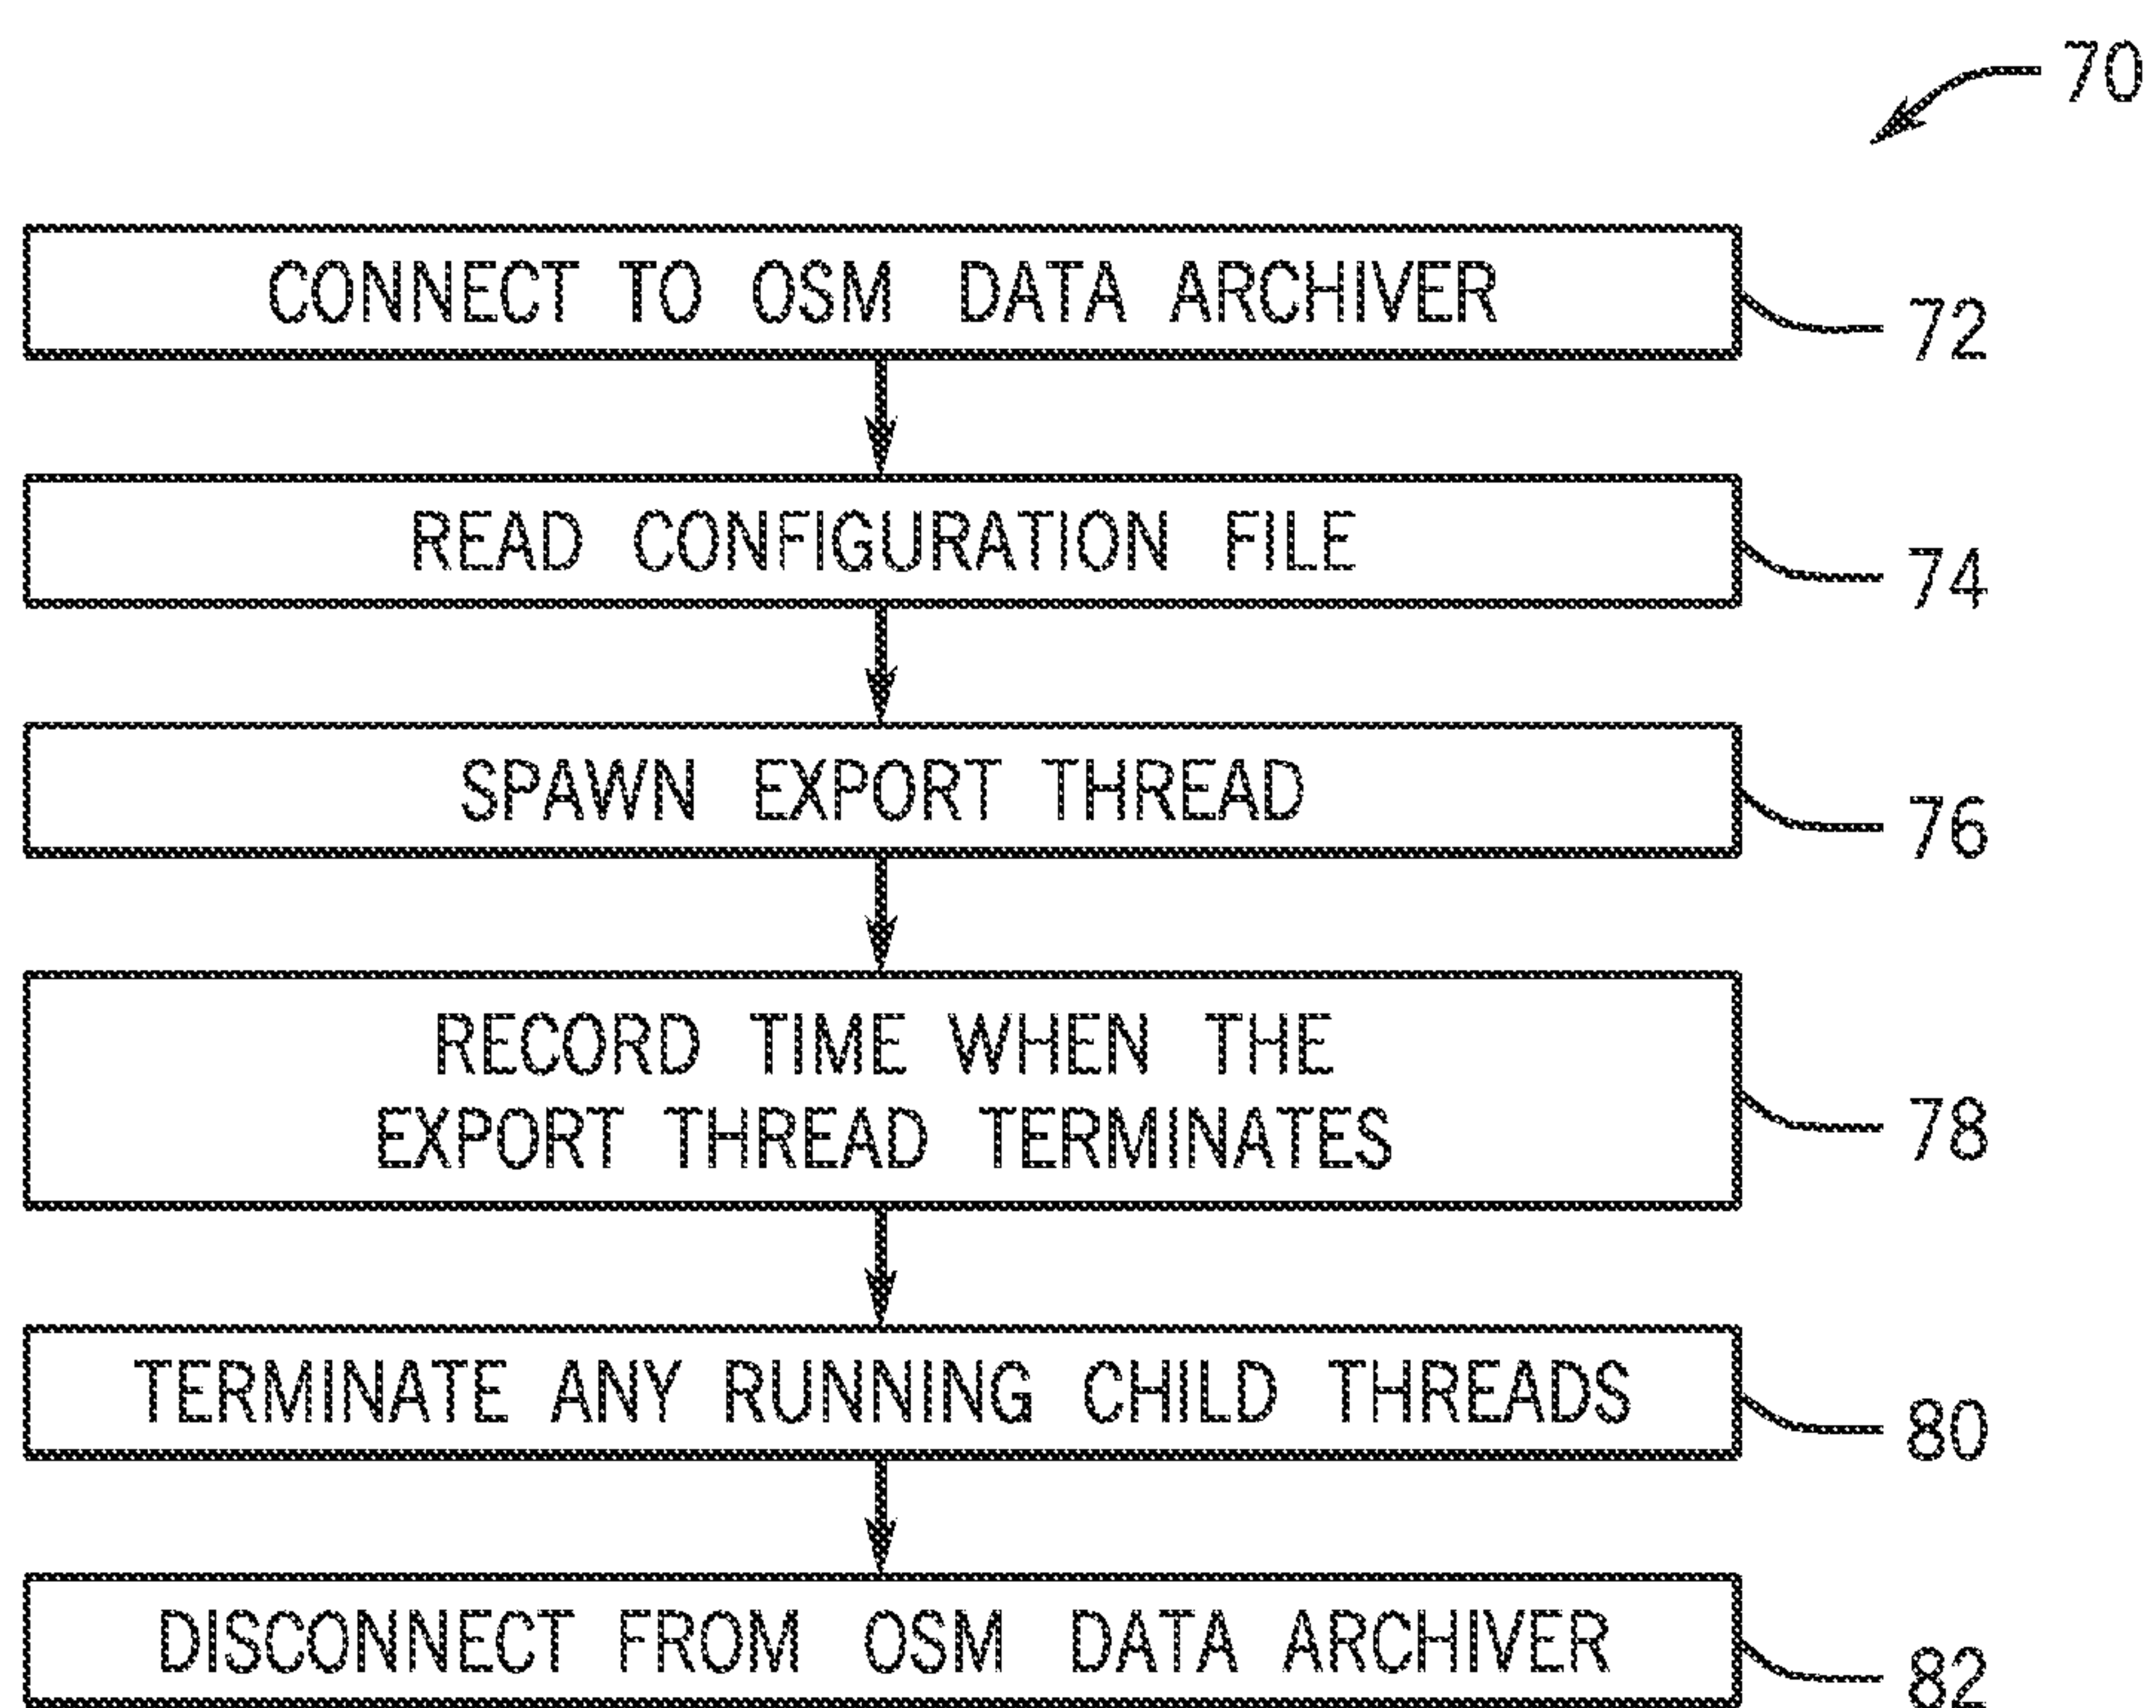 70
CONNECT TO OSM DATA ARCHIVER
72
READ CONFIGURATION FILE
74
SPAWN EXPORT THREAD
76
RECORD TIME WHEN THE
EXPORT THREAD TERMINATES
78
TERMINATE ANY RUNNING CHILD THREADS
80
DISCONNECT FROM OSM DATA ARCHIVER
82